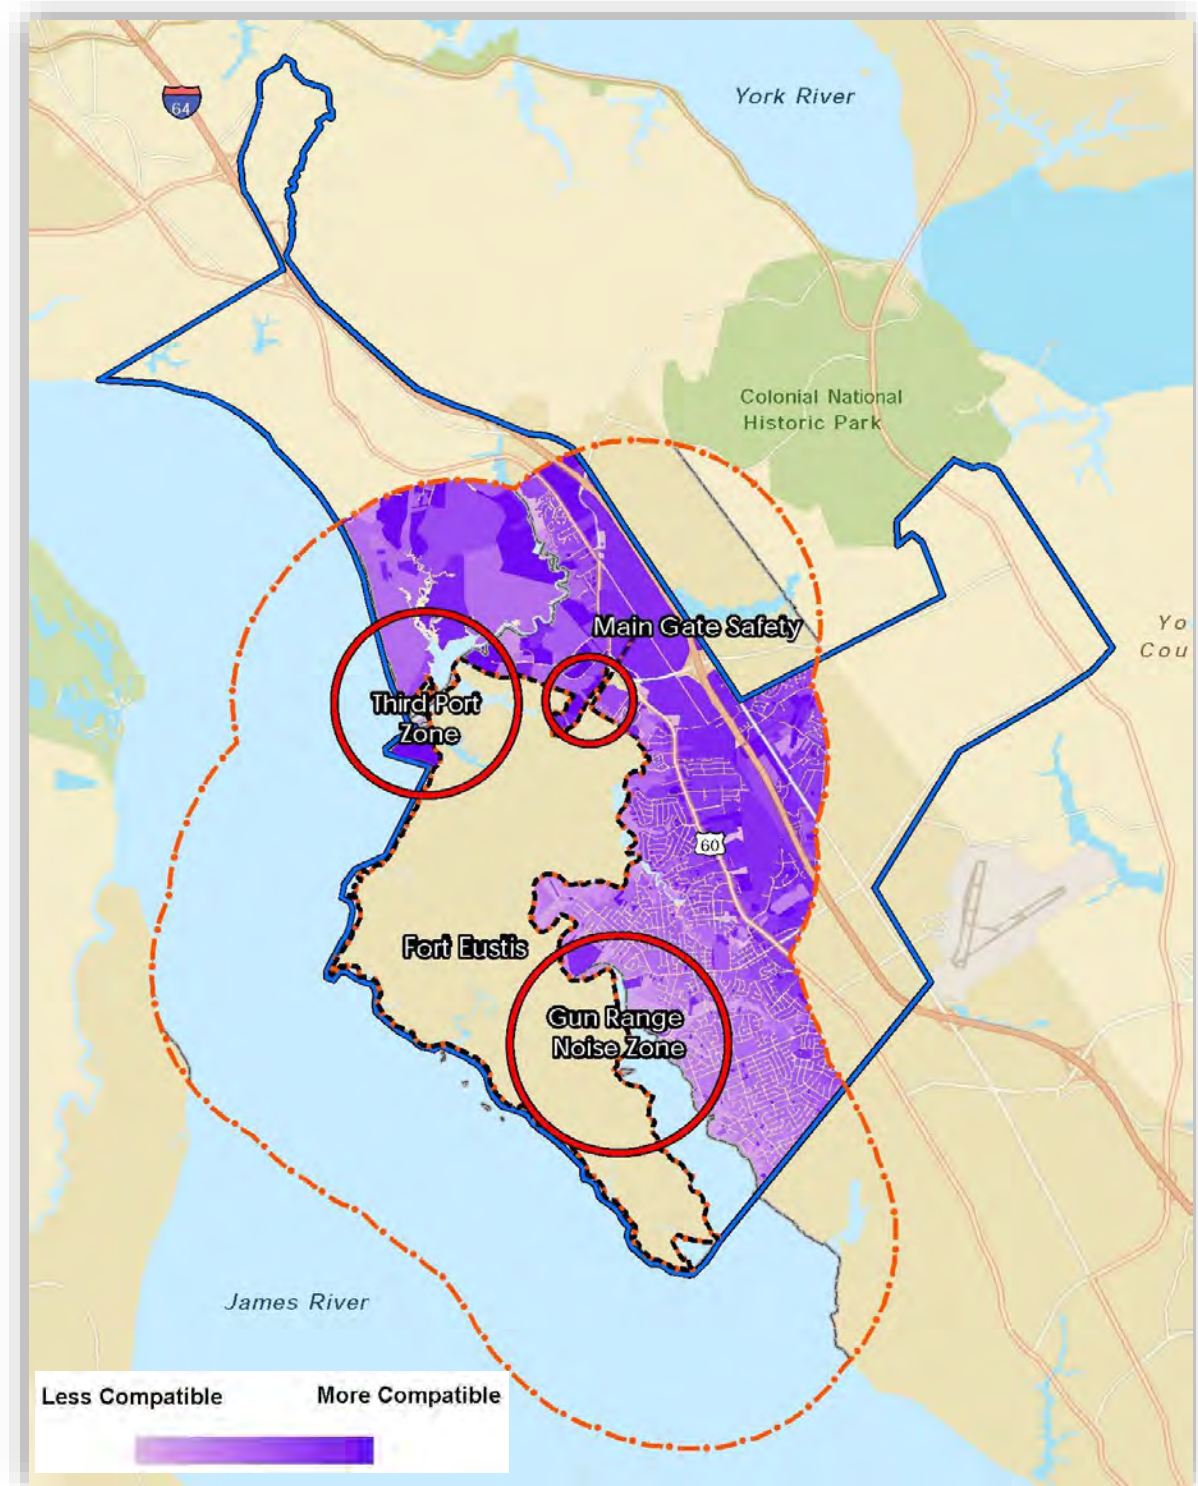 64
York River
Colonial National
Historic Park
Main Gate Safety
Yo
Cou
Third Port
Zone
60
Fort Eustis
Gun Range
Noise Zone
James River
Less Compatible
More Compatible